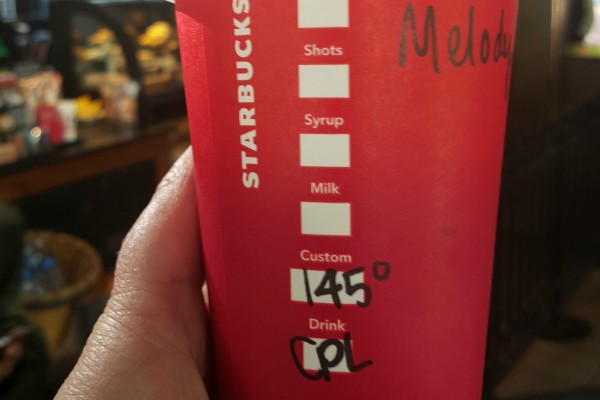 STARBUCKS
Melody
Shots
Syrup
Milk
Custom
145°
Drink
CPL